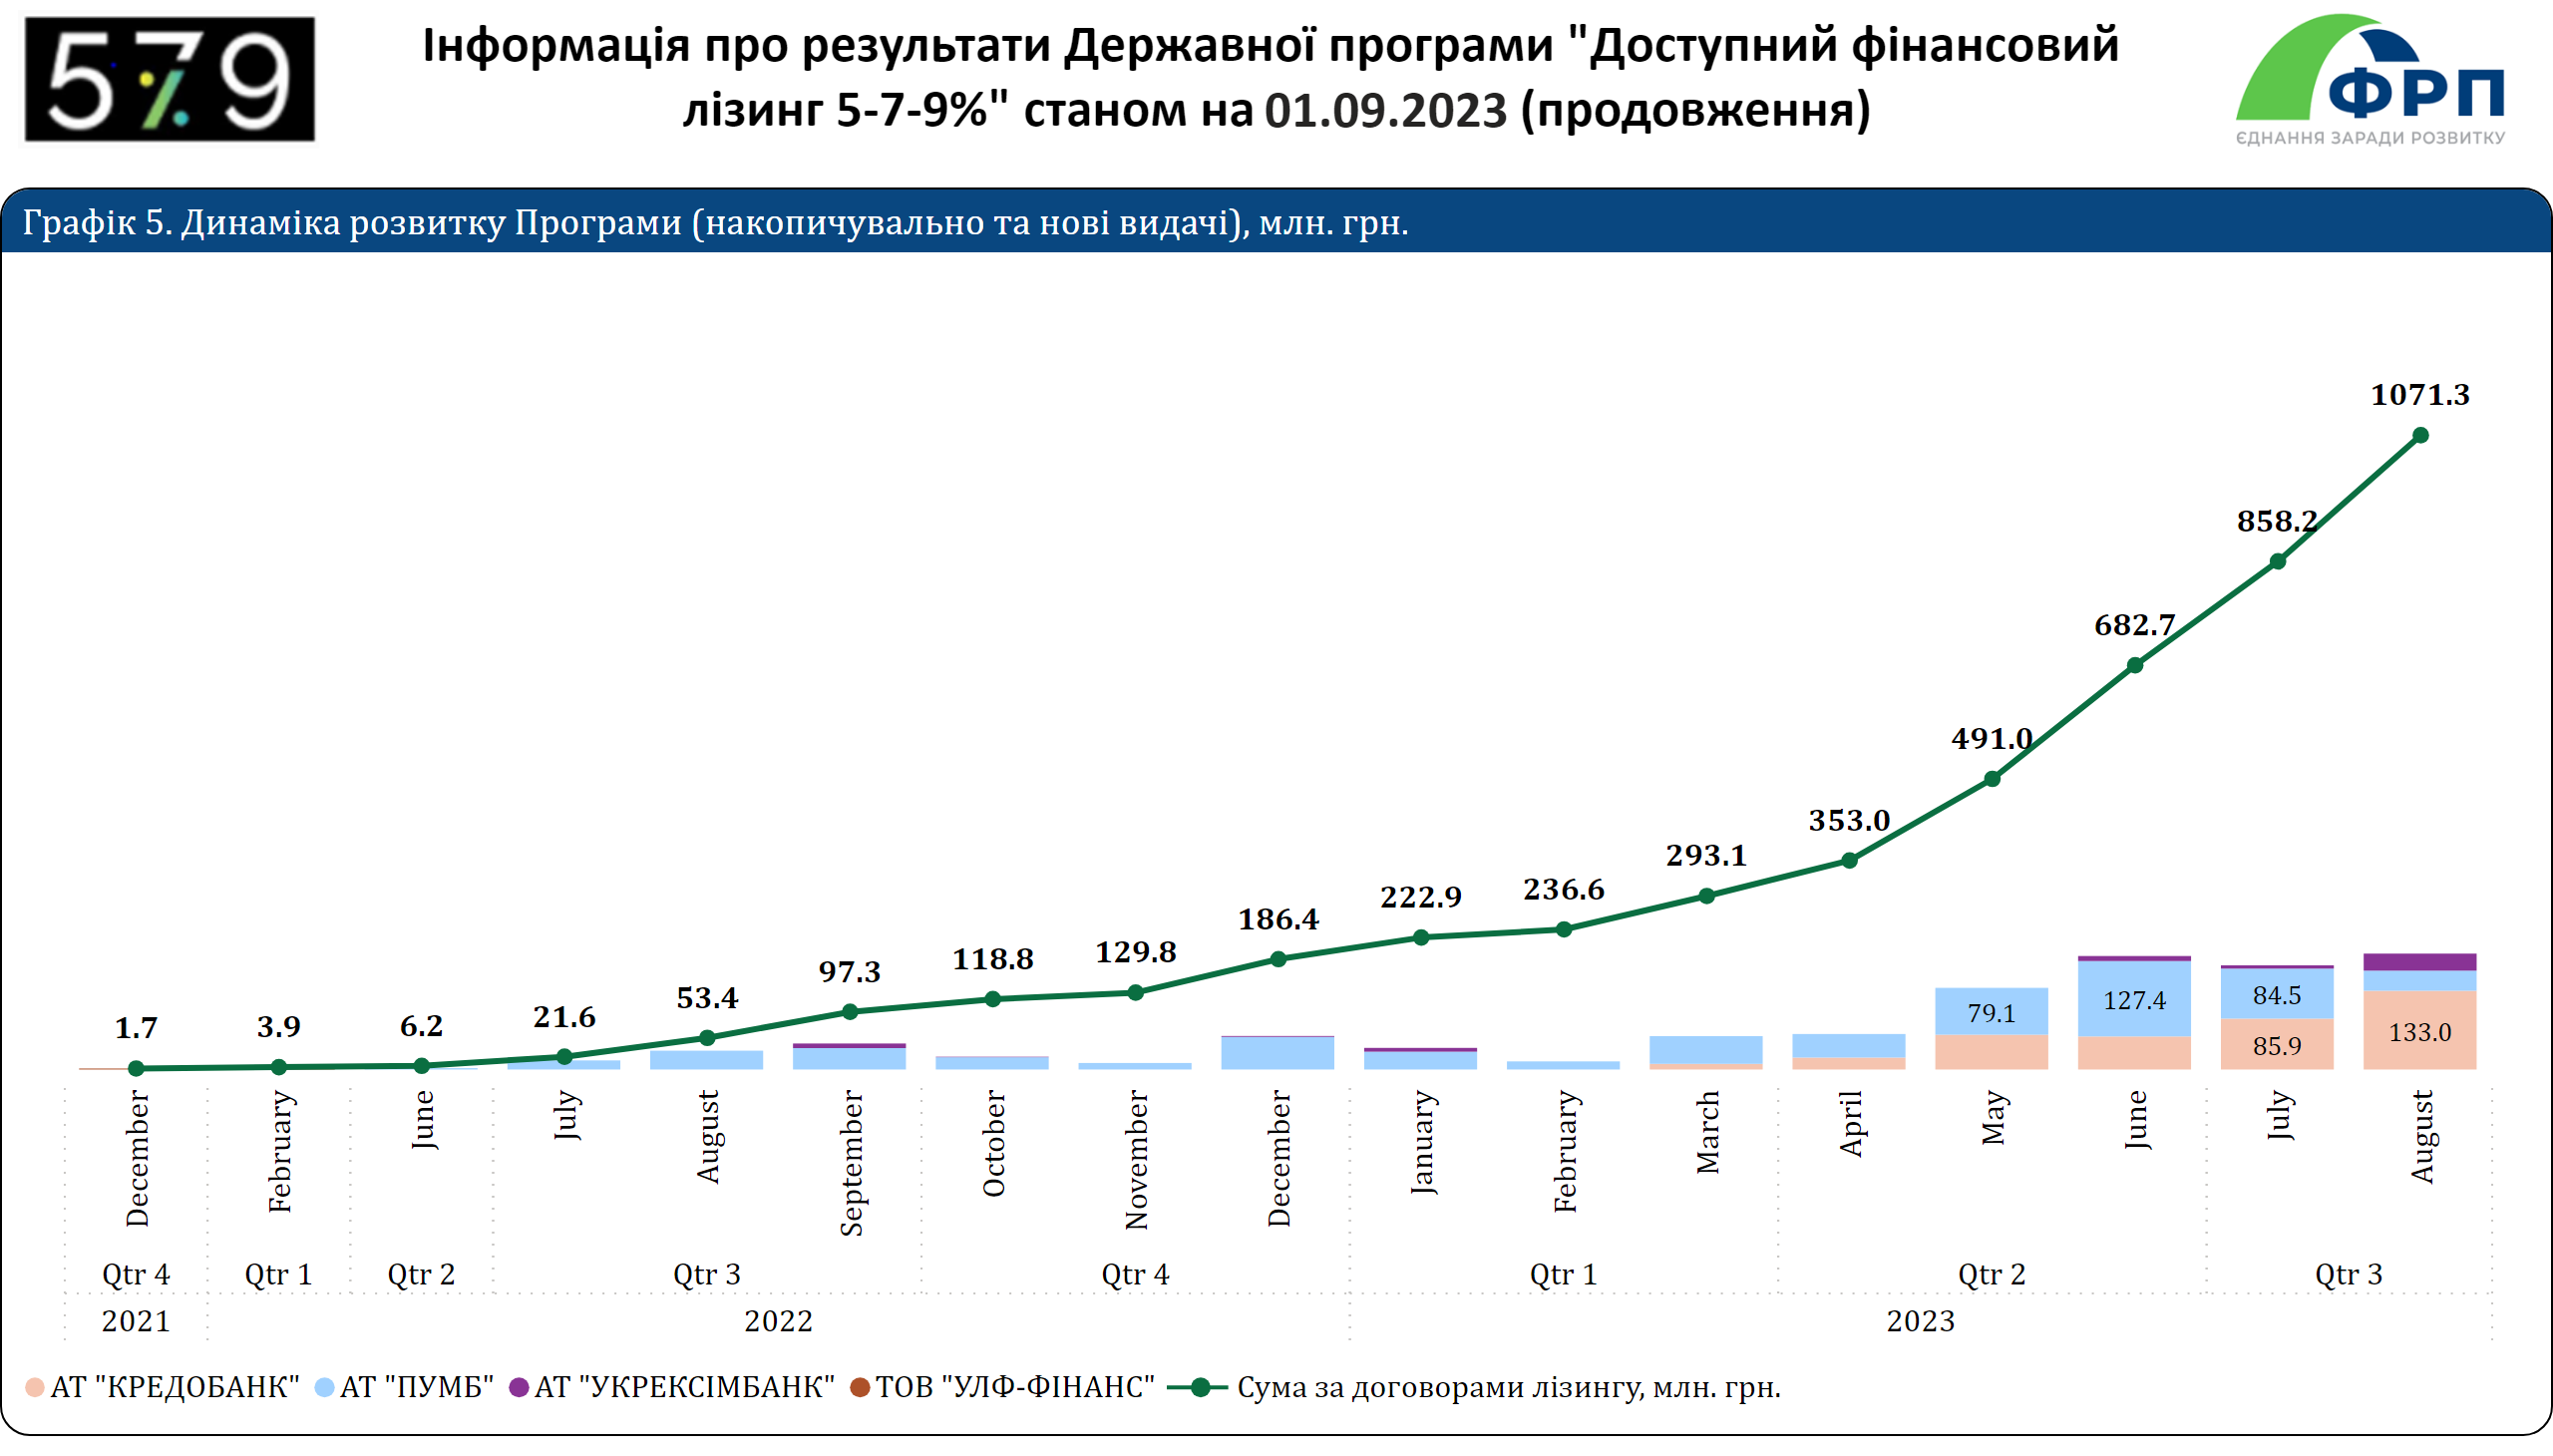 579
Інформація про результати Державної програми "Доступний фінансовий
лізинг 5-7-9%" станом на 01.09.2023 (продовження)
ФРП
ЄДНАННЯ ЗАРАДИ РОЗВИТКУ
Графік 5. Динаміка розвитку Програми (накопичувально та нові видачі), млн. грн.
1071.3
858.2
682.7
491.0
353.0
293.1
236.6
222.9
186.4
129.8
118.8
97.3
53.4
21.6
6.2
3.9
1.7
79.1
127.4
84.5
85.9
133.0
December
February
June
July
August
September
October
November
December
January
February
March
April
May
June
July
August
Qtr 4
Qtr 1
Qtr 2
Qtr 3
Qtr 4
Qtr 1
Qtr 2
Qtr 3
2021
2022
2023
АТ "КРЕДОБАНК" АТ "ПУМБ" АТ "УКРЕКСІМБАНК" ТОВ "УЛФ-ФІНАНС" Сума за договорами лізингу, млн. грн.